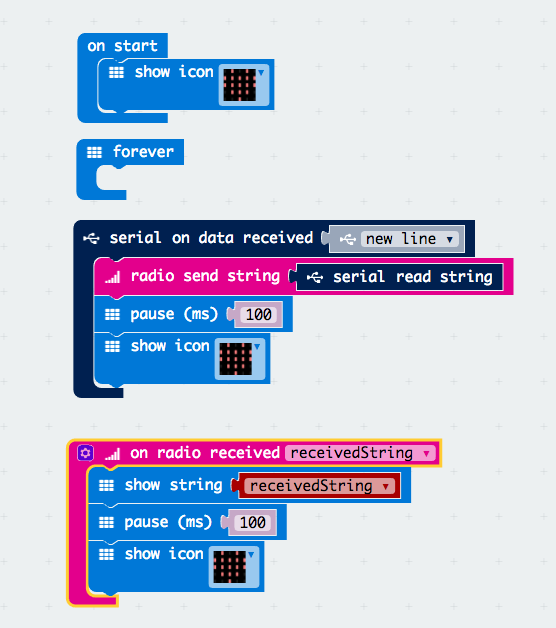 on start
show icon
forever
serial on data received new line
radio send string serial read string
pause (ms) 100
show icon
on radio received receivedString
show string receivedString
pause (ms) 100
show icon